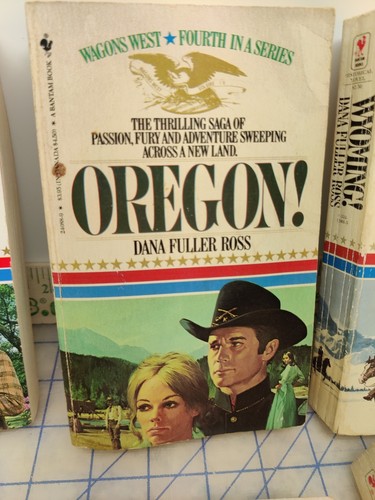 WAGONS WEST ★ FOURTH IN A SERIES
THE THRILLING SAGA OF
PASSION, FURY AND ADVENTURE SWEEPING
ACROSS A NEW LAND.
OREGON!
DANA FULLER ROSS
A BANTAM BOOK
WYOMING!
DANA FULLER ROSS